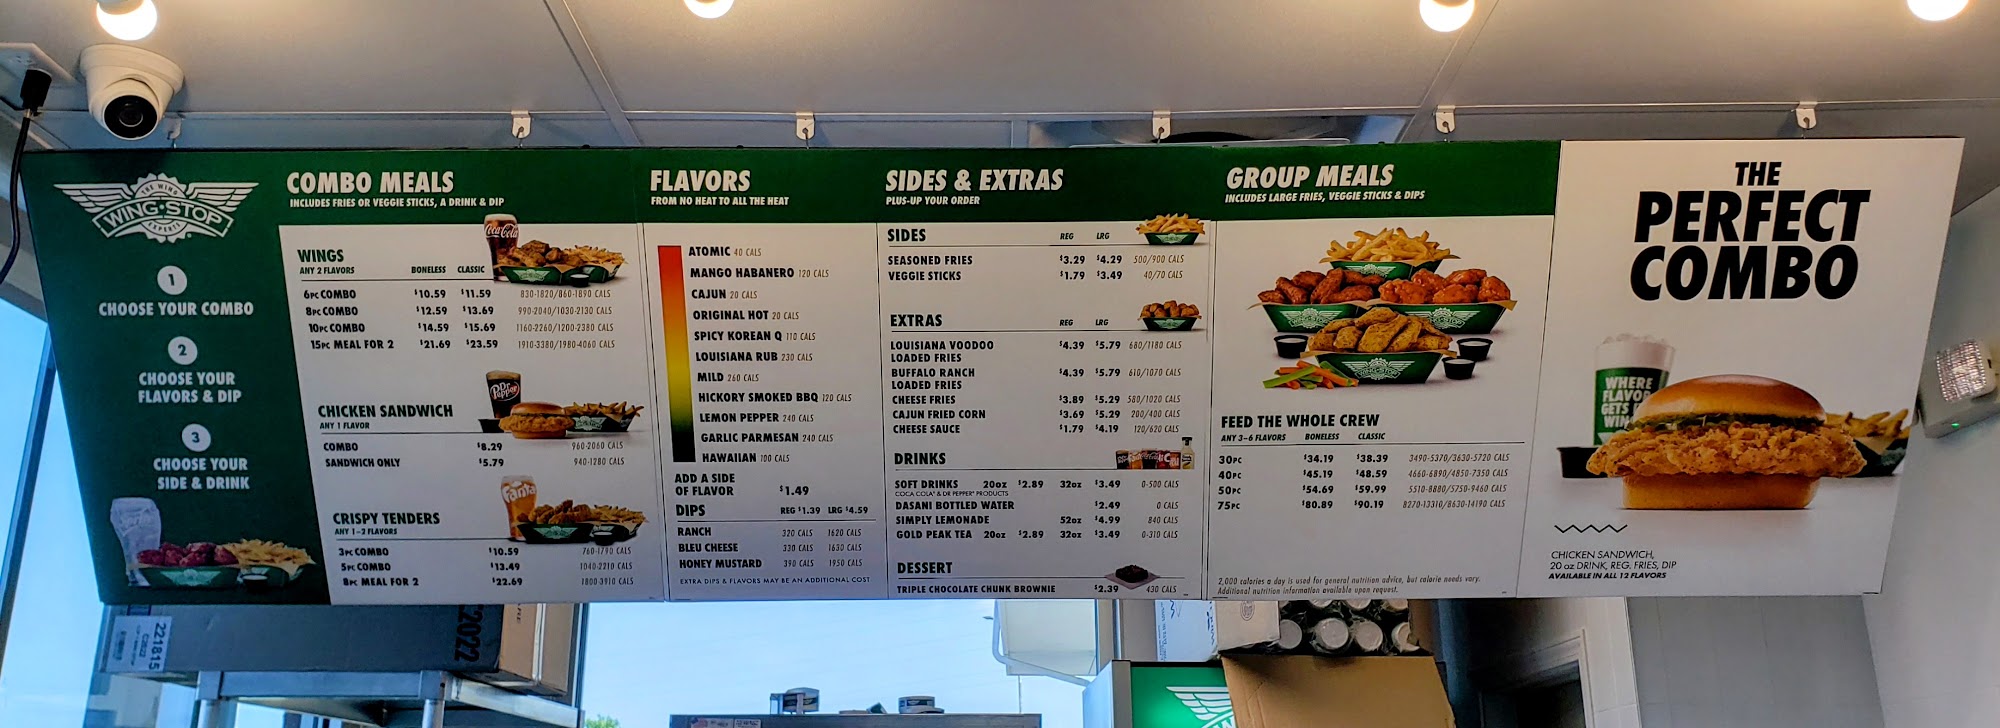 THE WING
WING·STOP
EXPERTS
1
CHOOSE YOUR COMBO
2
CHOOSE YOUR
FLAVORS & DIP
3
CHOOSE YOUR
SIDE & DRINK
COMBO MEALS
INCLUDES FRIES OR VEGGIE STICKS, A DRINK & DIP
Coca-Cola
WINGS
ANY 2 FLAVORS BONELESS CLASSIC
6PC COMBO $10.59 $11.59 830-1820/860-1890 CALS
8PC COMBO $12.59 $13.69 990-2040/1030-2130 CALS
10PC COMBO $14.59 $15.69 1160-2260/1200-2380 CALS
15PC MEAL FOR 2 $21.69 $23.59 1910-3380/1980-4060 CALS
Dr Pepper
CHICKEN SANDWICH
ANY 1 FLAVOR
COMBO $8.29 960-2060 CALS
SANDWICH ONLY $5.79 940-1280 CALS
Fanta
CRISPY TENDERS
ANY 1-2 FLAVORS
3PC COMBO $10.59 760-1790 CALS
5PC COMBO $13.49 1040-2210 CALS
8PC MEAL FOR 2 $22.69 1800-3910 CALS
FLAVORS
FROM NO HEAT TO ALL THE HEAT
ATOMIC 40 CALS
MANGO HABANERO 120 CALS
CAJUN 20 CALS
ORIGINAL HOT 20 CALS
SPICY KOREAN Q 110 CALS
LOUISIANA RUB 230 CALS
MILD 260 CALS
HICKORY SMOKED BBQ 120 CALS
LEMON PEPPER 240 CALS
GARLIC PARMESAN 240 CALS
HAWAIIAN 100 CALS
ADD A SIDE
OF FLAVOR $1.49
DIPS REG $1.39 LRG $4.59
RANCH 320 CALS 1620 CALS
BLEU CHEESE 330 CALS 1630 CALS
HONEY MUSTARD 390 CALS 1950 CALS
EXTRA DIPS & FLAVORS MAY BE AN ADDITIONAL COST
SIDES & EXTRAS
PLUS-UP YOUR ORDER
SIDES REG LRG
SEASONED FRIES $3.29 $4.29 500/900 CALS
VEGGIE STICKS $1.79 $3.49 40/70 CALS
EXTRAS REG LRG
LOUISIANA VOODOO $4.39 $5.79 680/1180 CALS
LOADED FRIES
BUFFALO RANCH $4.39 $5.79 610/1070 CALS
LOADED FRIES
CHEESE FRIES $3.89 $5.29 580/1020 CALS
CAJUN FRIED CORN $3.69 $5.29 200/400 CALS
CHEESE SAUCE $1.79 $4.19 120/620 CALS
DRINKS
SOFT DRINKS 20oz $2.89 32oz $3.49 0-500 CALS
COCA COLA® & DR PEPPER® PRODUCTS
DASANI BOTTLED WATER $2.49 0 CALS
SIMPLY LEMONADE 52oz $4.99 840 CALS
GOLD PEAK TEA 20oz $2.89 32oz $3.49 0-310 CALS
DESSERT
TRIPLE CHOCOLATE CHUNK BROWNIE $2.39 430 CALS
GROUP MEALS
INCLUDES LARGE FRIES, VEGGIE STICKS & DIPS
WING·STOP
WING·STOP
WING·STOP
WING·STOP
FEED THE WHOLE CREW
ANY 3-6 FLAVORS BONELESS CLASSIC
30PC $34.19 $38.39 3490-5370/3630-5720 CALS
40PC $45.19 $48.59 4660-6890/4850-7350 CALS
50PC $54.69 $59.99 5510-8880/5750-9460 CALS
75PC $80.89 $90.19 8270-13310/8630-14190 CALS
2,000 calories a day is used for general nutrition advice, but calorie needs vary.
Additional nutrition information available upon request.
THE
PERFECT
COMBO
WHERE
FLAVOR
GETS
WIN
CHICKEN SANDWICH,
20 oz DRINK, REG. FRIES, DIP
AVAILABLE IN ALL 12 FLAVORS
221815
C2022
2022